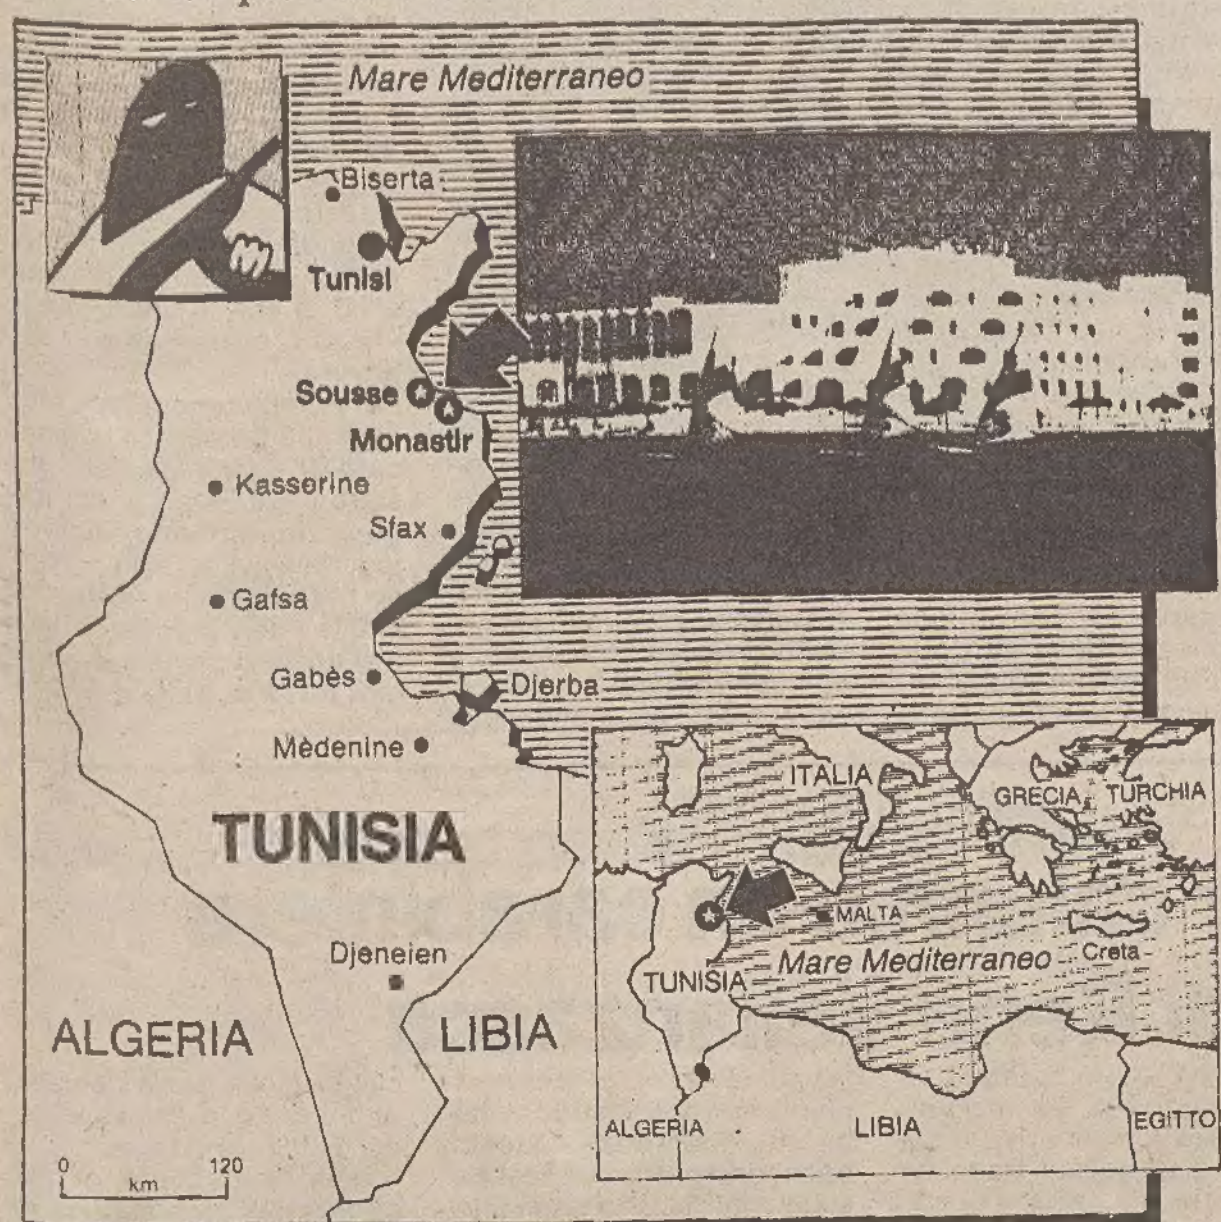 Mare Mediterraneo
Biserta
Tunisi
Sousse
Monastir
Kasserine
Sfax
Gafsa
Gabès
Djerba
Mèdenine
TUNISIA
Djeneien
ALGERIA
LIBIA
0 120
km
ITALIA
GRECIA
TURCHIA
MALTA
Mare Mediterraneo
Creta
TUNISIA
ALGERIA
LIBIA
EGITTO